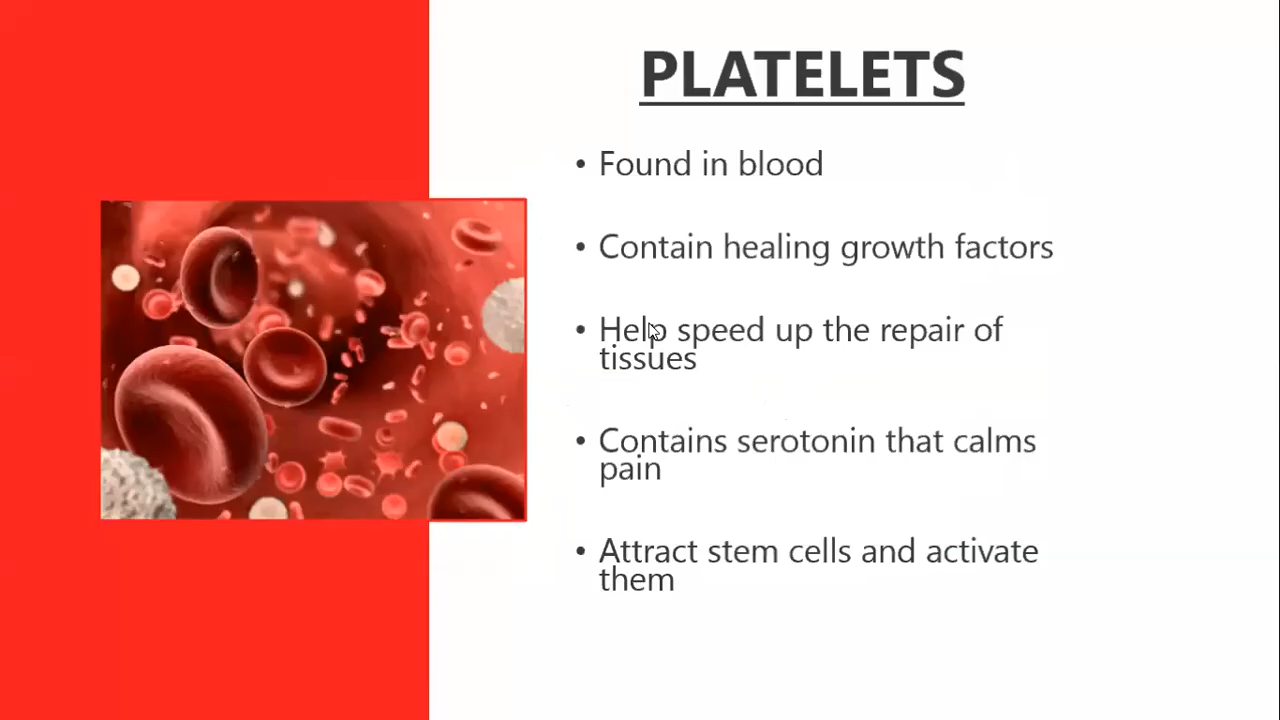 PLATELETS
• Found in blood
• Contain healing growth factors
• Help speed up the repair of
tissues
• Contains serotonin that calms
pain
• Attract stem cells and activate
them